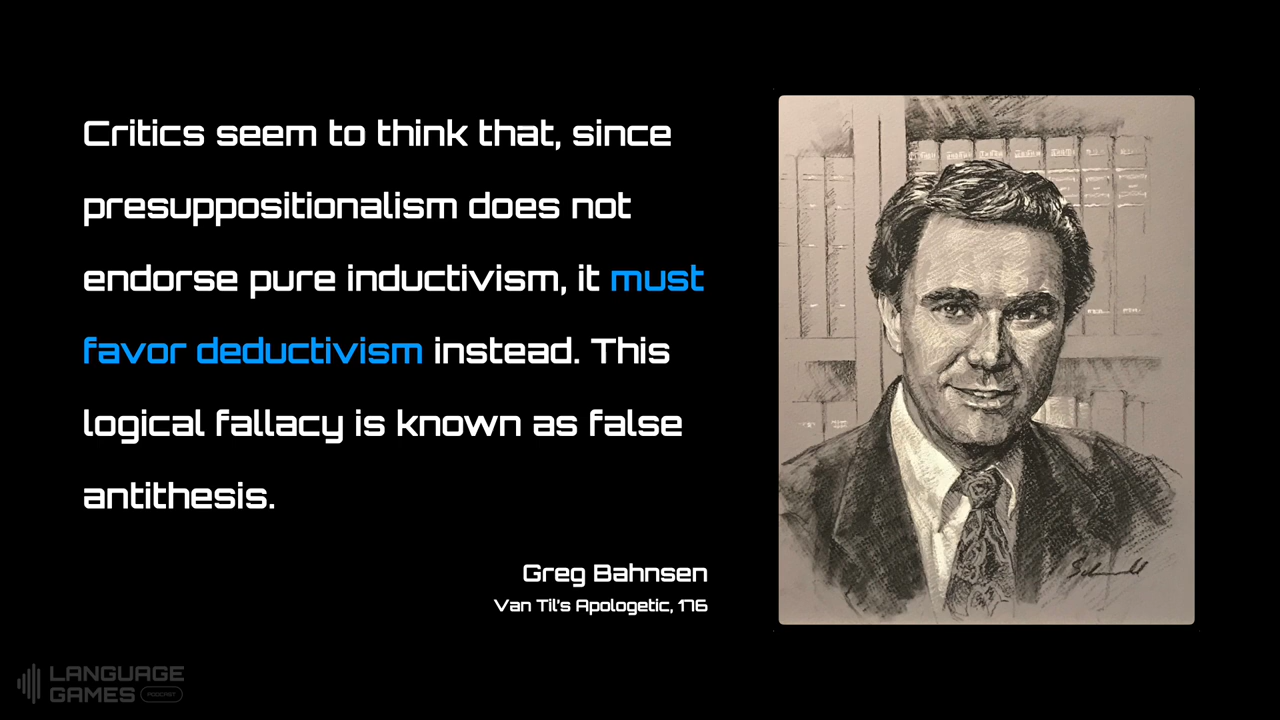 Critics seem to think that, since
presuppositionalism does not
endorse pure inductivism, it must
favor deductivism instead. This
logical fallacy is known as false
antithesis.
Greg Bahnsen
Van Til's Apologetic, 176
LANGUAGE
GAMES PODCAST